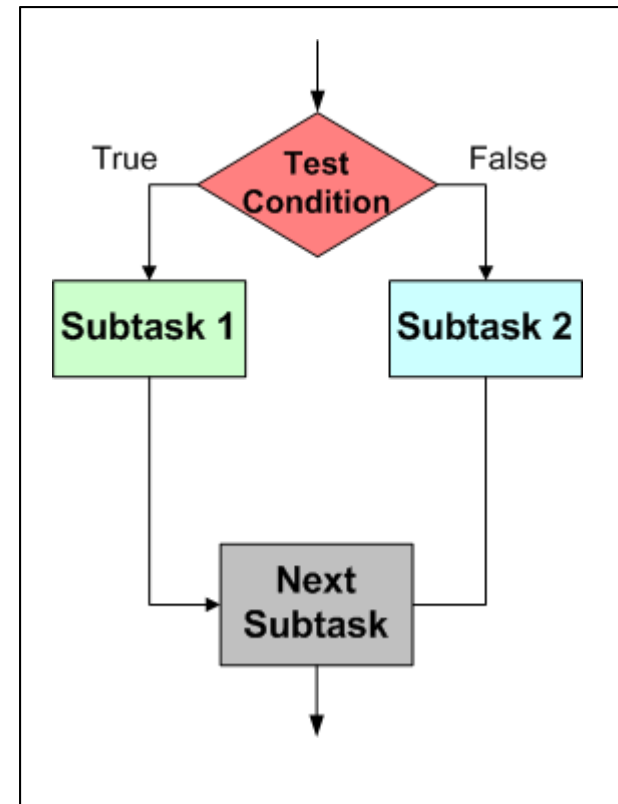 True
False
Test
Condition
Subtask 1
Subtask 2
Next
Subtask